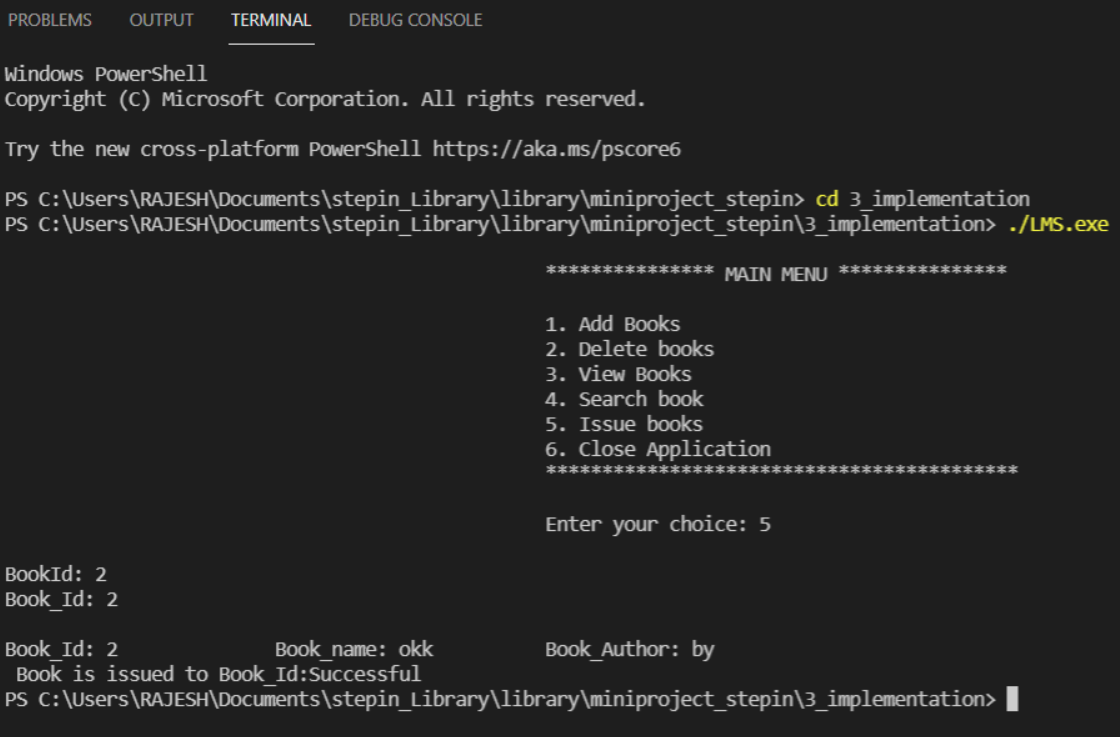 PROBLEMS OUTPUT TERMINAL DEBUG CONSOLE
Windows PowerShell
Copyright (C) Microsoft Corporation. All rights reserved.
Try the new cross-platform PowerShell https://aka.ms/pscore6
PS C:\Users\RAJESH\Documents\stepin_Library\library\miniproject_stepin> cd 3_implementation
PS C:\Users\RAJESH\Documents\stepin_Library\library\miniproject_stepin\3_implementation> ./LMS.exe
*************** MAIN MENU ***************
1. Add Books
2. Delete books
3. View Books
4. Search book
5. Issue books
6. Close Application
******************************************
Enter your choice: 5
BookId: 2
Book_Id: 2
Book_Id: 2 Book_name: okk Book_Author: by
Book is issued to Book_Id:Successful
PS C:\Users\RAJESH\Documents\stepin_Library\library\miniproject_stepin\3_implementation>